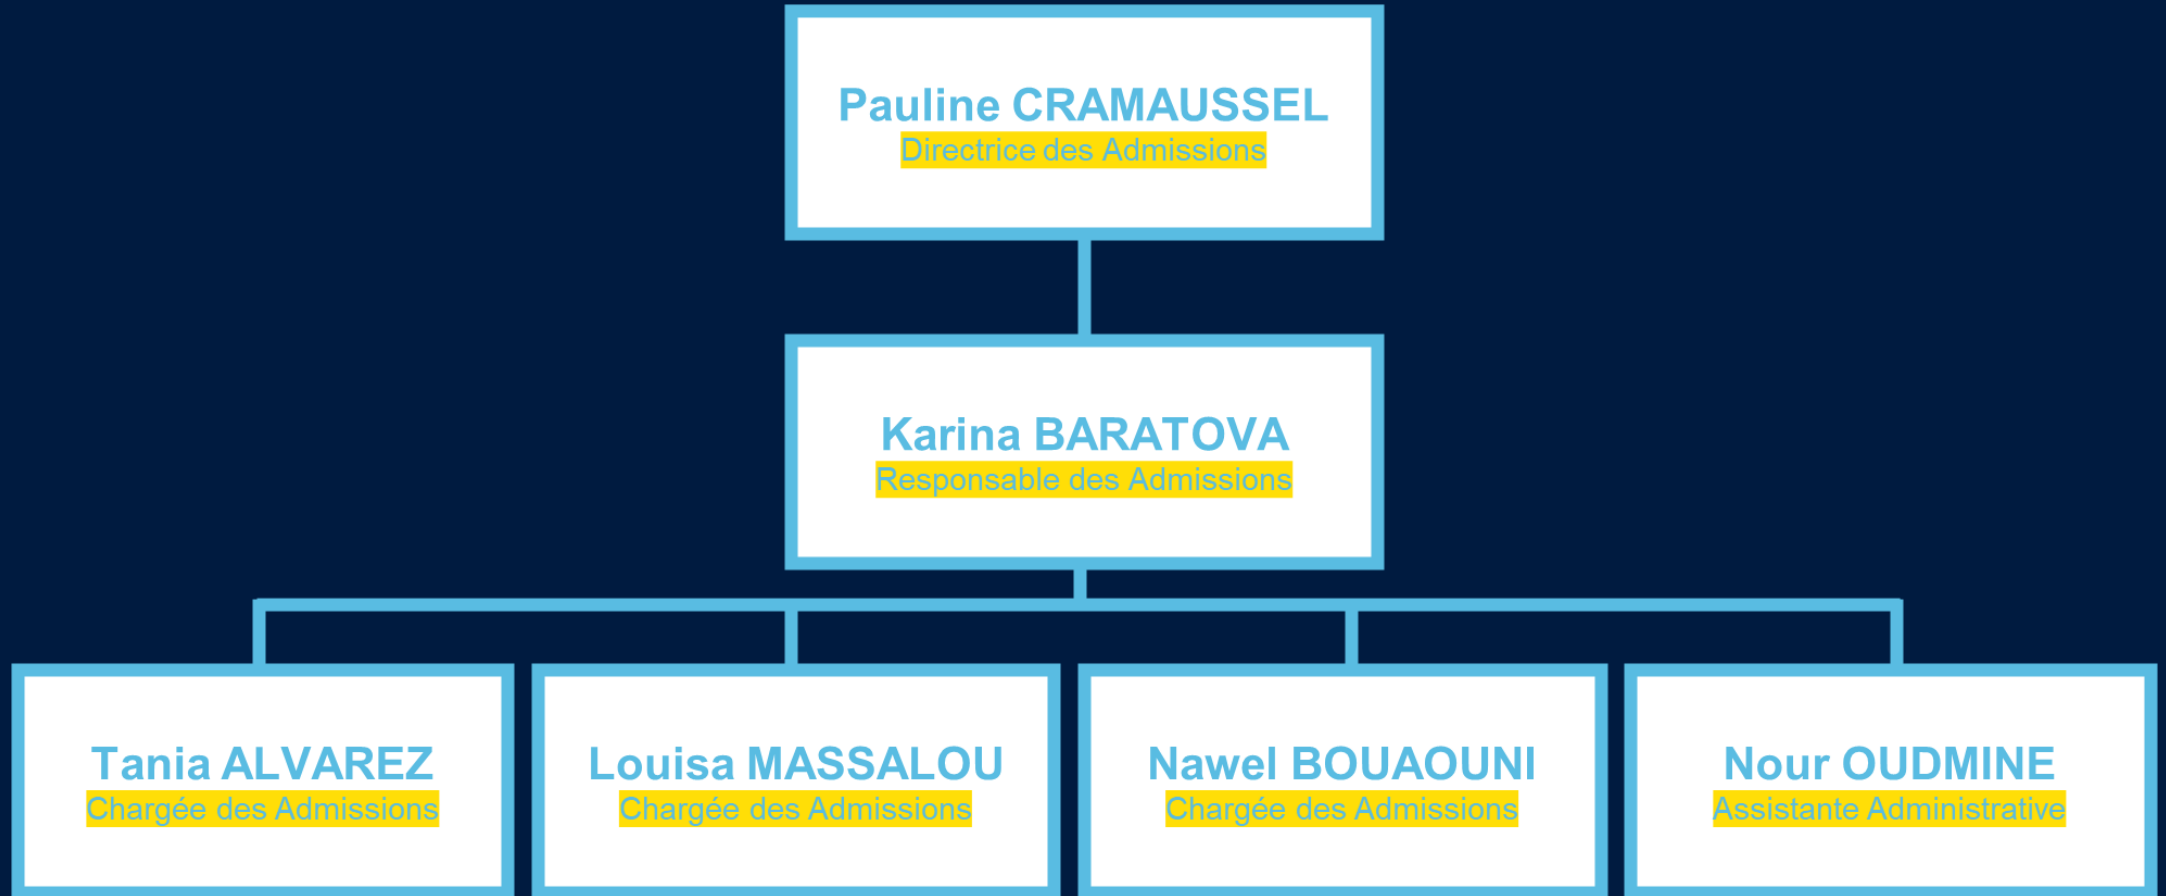 Pauline CRAMAUSSEL
Directrice des Admissions
Karina BARATOVA
Responsable des Admissions
Tania ALVAREZ
Chargée des Admissions
Louisa MASSALOU
Chargée des Admissions
Nawel BOUAOUNI
Chargée des Admissions
Nour OUDMINE
Assistante Administrative